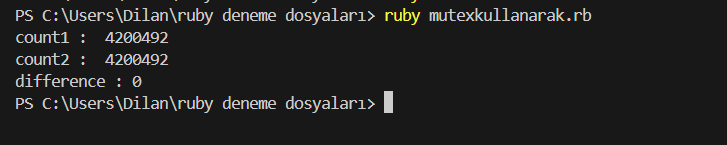 PS C:\Users\Dilan\ruby deneme dosyaları> ruby mutexkullanarak.rb
count1 :  4200492
count2 :  4200492
difference : 0
PS C:\Users\Dilan\ruby deneme dosyaları>